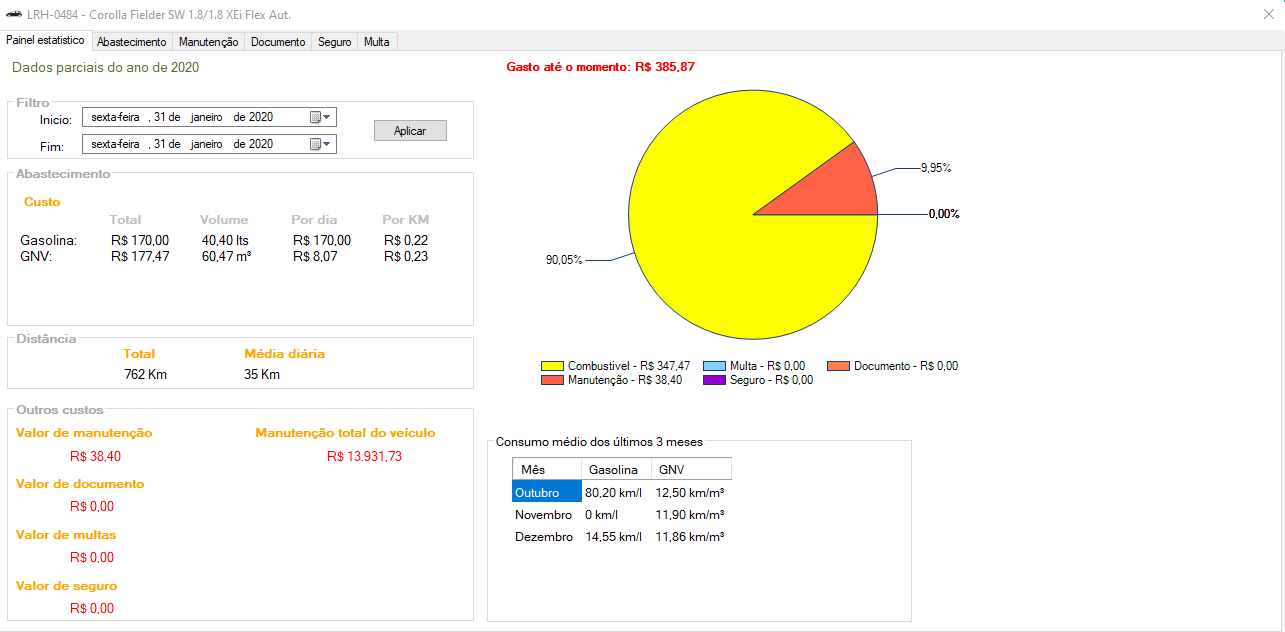 LRH-0484 - Corolla Fielder SW 1.8/1.8 XEi Flex Aut.
Painel estatistico Abastecimento Manutenção Documento Seguro Multa
Dados parciais do ano de 2020
Filtro
Inicio: sexta-feira , 31 de janeiro de 2020
Fim: sexta-feira , 31 de janeiro de 2020
Aplicar
Abastecimento
Custo
Total Volume Por dia Por KM
Gasolina: R$ 170,00 40,40 lts R$ 170,00 R$ 0,22
GNV: R$ 177,47 60,47 m³ R$ 8,07 R$ 0,23
Distância
Total Média diária
762 Km 35 Km
Outros custos
Valor de manutenção Manutenção total do veículo
R$ 38,40 R$ 13.931,73
Valor de documento
R$ 0,00
Valor de multas
R$ 0,00
Valor de seguro
R$ 0,00
Gasto até o momento: R$ 385,87
9,95%
0,00%
90,05%
Combustivel - R$ 347,47 Multa - R$ 0,00 Documento - R$ 0,00
Manutenção - R$ 38,40 Seguro - R$ 0,00
Consumo médio dos últimos 3 meses
Mês Gasolina GNV
Outubro 80,20 km/l 12,50 km/m³
Novembro 0 km/l 11,90 km/m³
Dezembro 14,55 km/l 11,86 km/m³